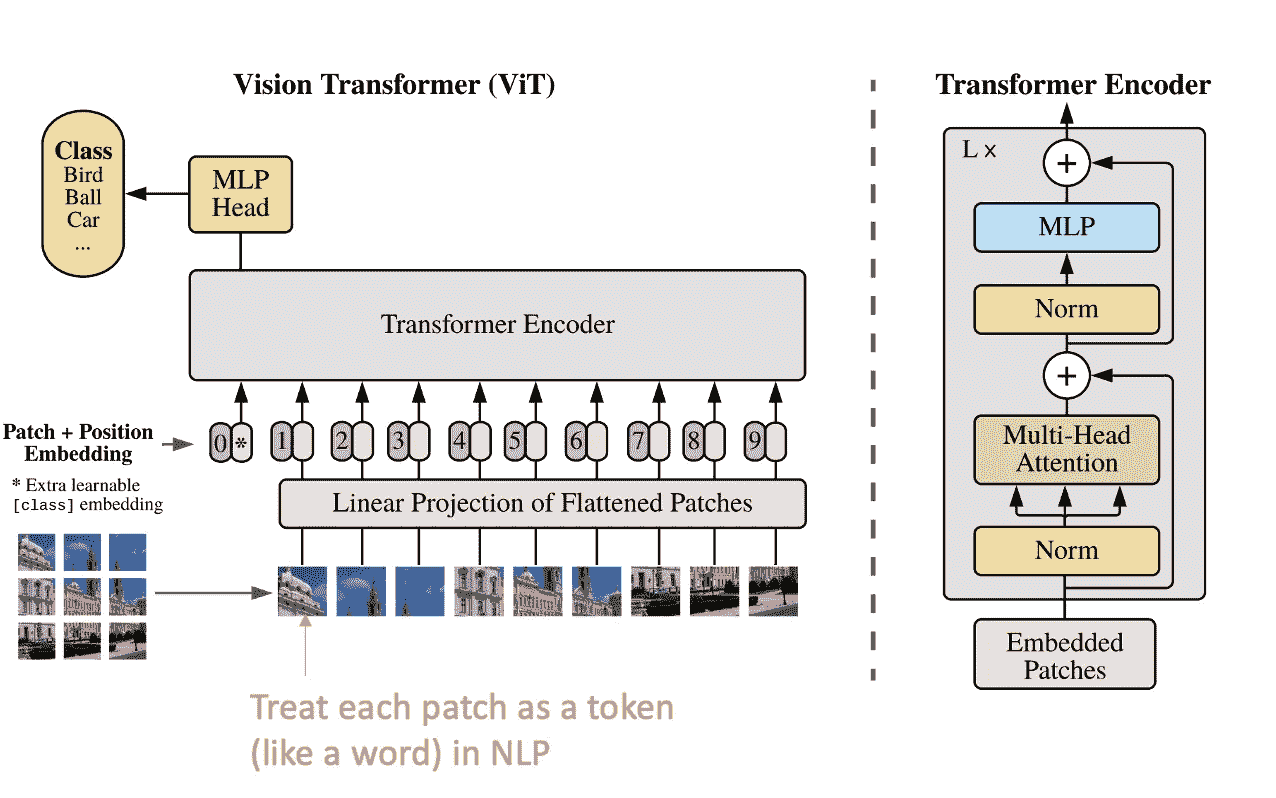 Vision Transformer (ViT)
Class
Bird
Ball
Car
...
MLP
Head
Transformer Encoder
Patch + Position
Embedding
0 * 1 2 3 4 5 6 7 8 9
* Extra learnable
[class] embedding
Linear Projection of Flattened Patches
Treat each patch as a token
(like a word) in NLP
Transformer Encoder
L x
+
MLP
Norm
+
Multi-Head
Attention
Norm
Embedded
Patches